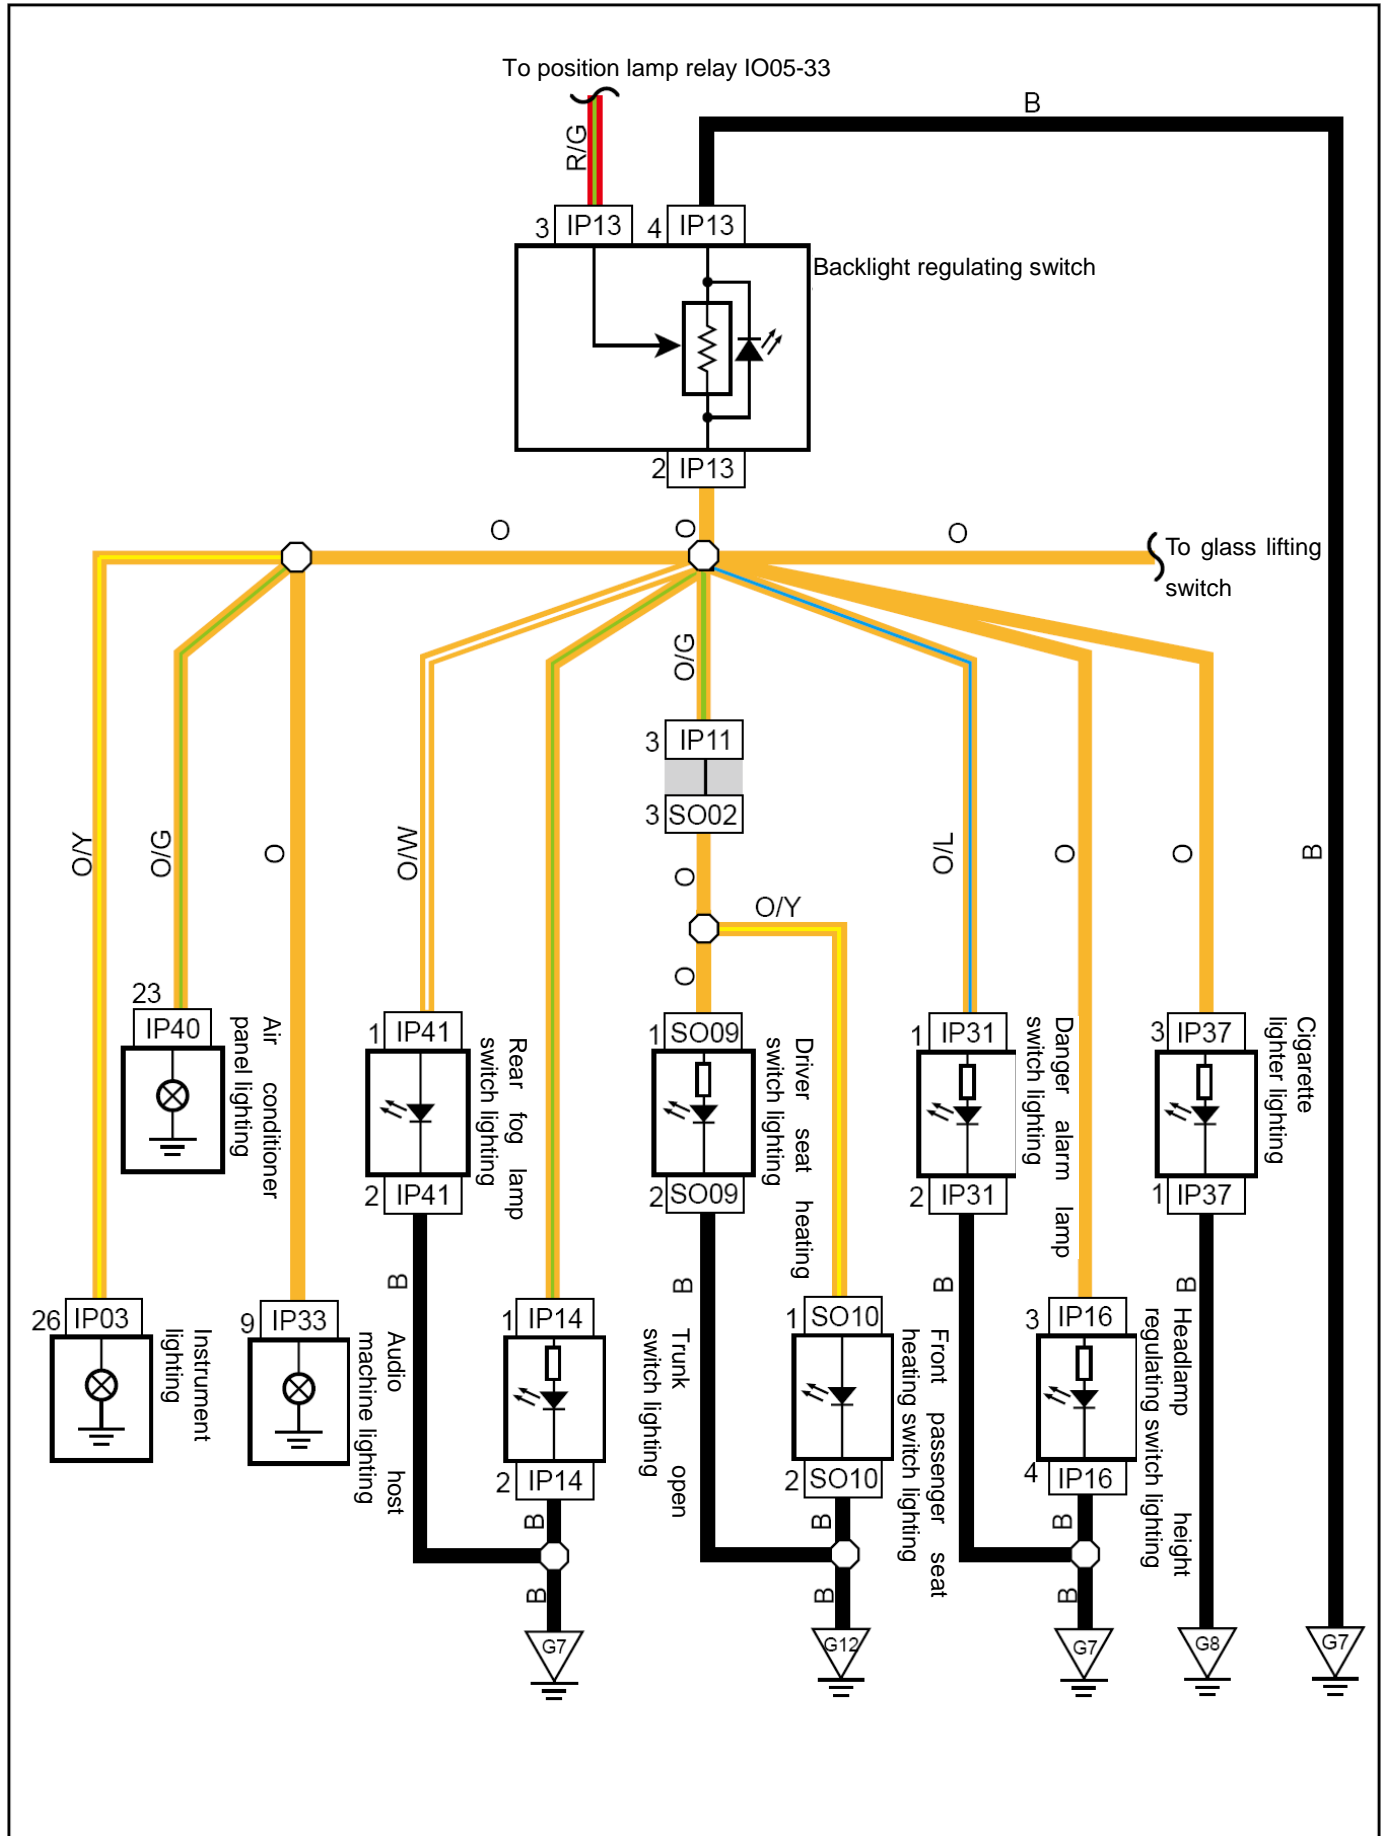 To position lamp relay IO05-33
B
R/G
3 IP13 4 IP13
Backlight regulating switch
2 IP13
O O O
To glass lifting
switch
O/G
3 IP11
3 SO02
O/Y O/G O O/W O O/L O O B
O/Y
O
23
IP40
Air conditioner
panel lighting
1 IP41
Rear fog lamp
switch lighting
2 IP41
1 SO09
Driver seat heating
switch lighting
2 SO09
1 IP31
Danger alarm lamp
switch lighting
2 IP31
3 IP37
Cigarette
lighter lighting
1 IP37
B B B B
26 IP03
Instrument
lighting
9 IP33
Audio host
machine lighting
1 IP14
Trunk open
switch lighting
2 IP14
1 SO10
Front passenger seat
heating switch lighting
2 SO10
3 IP16
Headlamp height
regulating switch lighting
4 IP16
B B B
B B B
G7 G12 G7 G8 G7